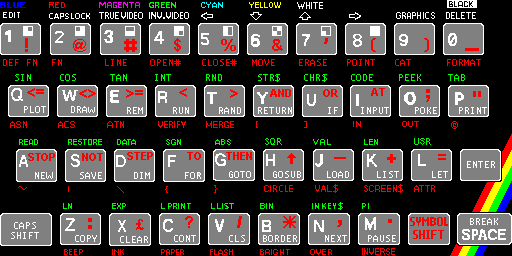 BLUE RED MAGENTA GREEN CYAN YELLOW WHITE BLACK
EDIT CAPSLOCK TRUE VIDEO INV.VIDEO ⇦ ⇩ ⇧ ⇨ GRAPHICS DELETE
1 ! 2 @ 3 # 4 $ 5 % 6 & 7 ' 8 ( 9 ) 0 _
DEF FN FN LINE OPEN# CLOSE# MOVE ERASE POINT CAT FORMAT
SIN COS TAN INT RND STR$ CHR$ CODE PEEK TAB
Q <= W <> E >= R < T > Y AND U OR I AT O ; P "
PLOT DRAW REM RUN RAND RETURN IF INPUT POKE PRINT
ASN ACS ATN VERIFY MERGE [ ] IN OUT ©
READ RESTORE DATA SGN ABS SQR VAL LEN USR
A STOP S NOT D STEP F TO G THEN H ↑ J − K + L =
NEW SAVE DIM FOR GOTO GOSUB LOAD LIST LET ENTER
~ | \ { } CIRCLE VAL$ SCREEN$ ATTR
LN EXP L PRINT LLIST BIN INKEY$ PI
CAPS SHIFT Z : X £ C ? V / B * N , M . SYMBOL SHIFT BREAK SPACE
COPY CLEAR CONT CLS BORDER NEXT PAUSE
BEEP INK PAPER FLASH BRIGHT OVER INVERSE